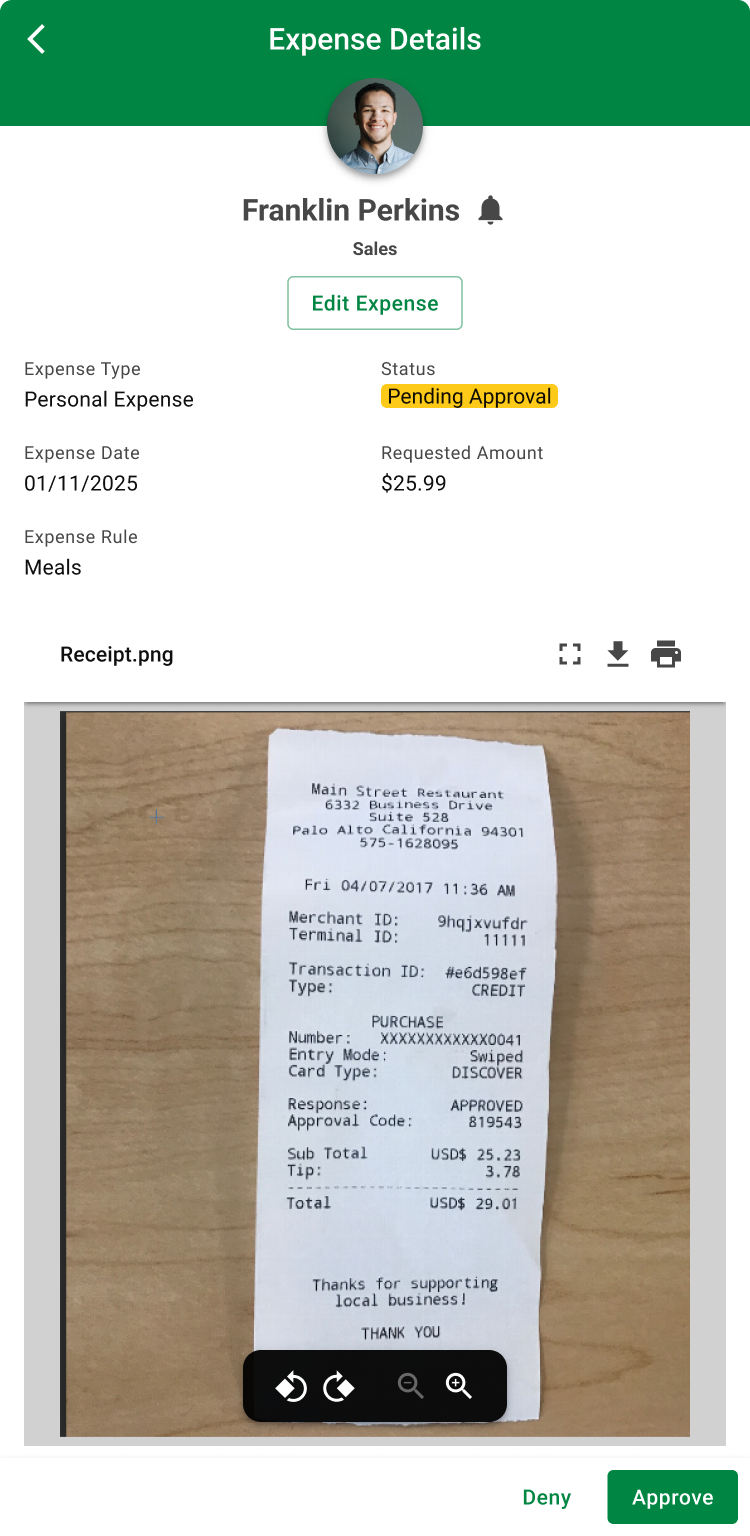 Expense Details
Franklin Perkins
Sales
Edit Expense
Expense Type
Status
Personal Expense
Pending Approval
Expense Date
Requested Amount
01/11/2025
$25.99
Expense Rule
Meals
Receipt.png
Main Street Restaurant
6332 Business Drive
Suite 528
Palo Alto California 94301
575-1628095
Fri 04/07/2017 11:36 AM
Merchant ID: 9hqjxvufdr
Terminal ID: 11111
Transaction ID: #e6d598ef
Type: CREDIT
PURCHASE
Number: XXXXXXXXXXXX0041
Entry Mode: Swiped
Card Type: DISCOVER
Response: APPROVED
Approval Code: 819543
Sub Total USD$ 25.23
Tip: 3.78
Total USD$ 29.01
Thanks for supporting
local business!
THANK YOU
Deny
Approve